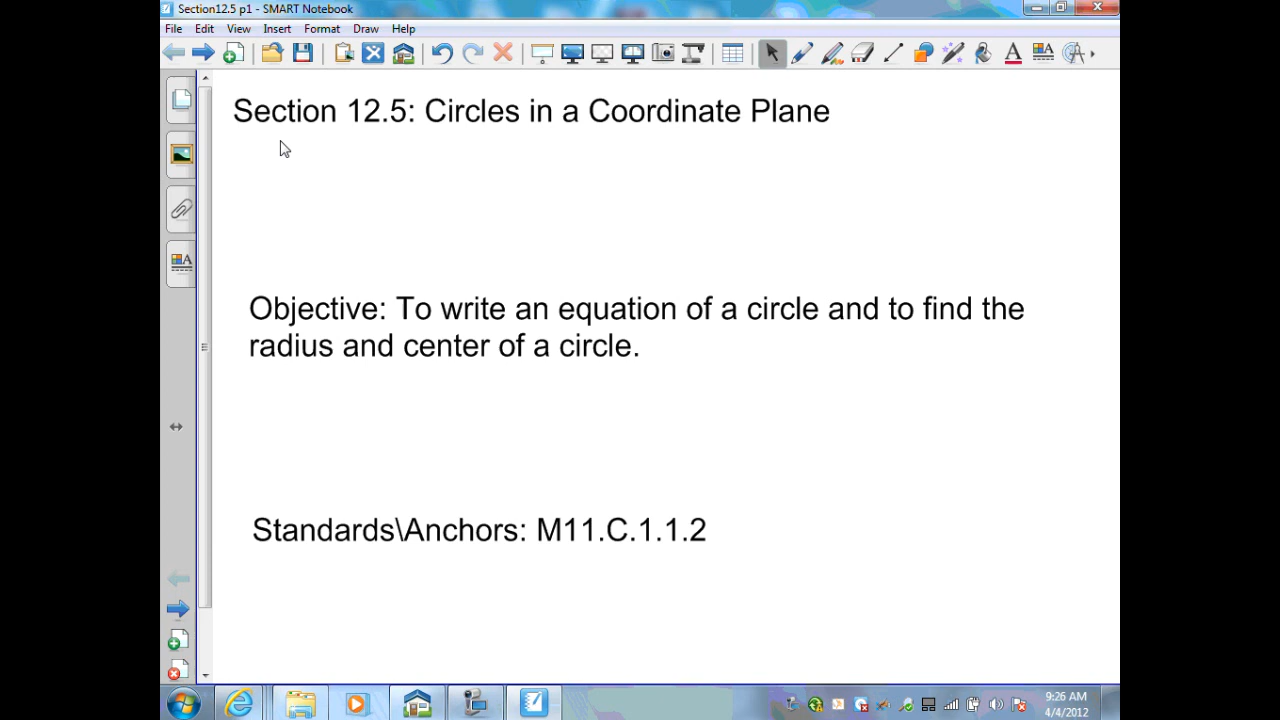 Section12.5 p1 - SMART Notebook
File Edit View Insert Format Draw Help
Section 12.5: Circles in a Coordinate Plane
Objective: To write an equation of a circle and to find the
radius and center of a circle.
Standards\Anchors: M11.C.1.1.2
9:26 AM
4/4/2012